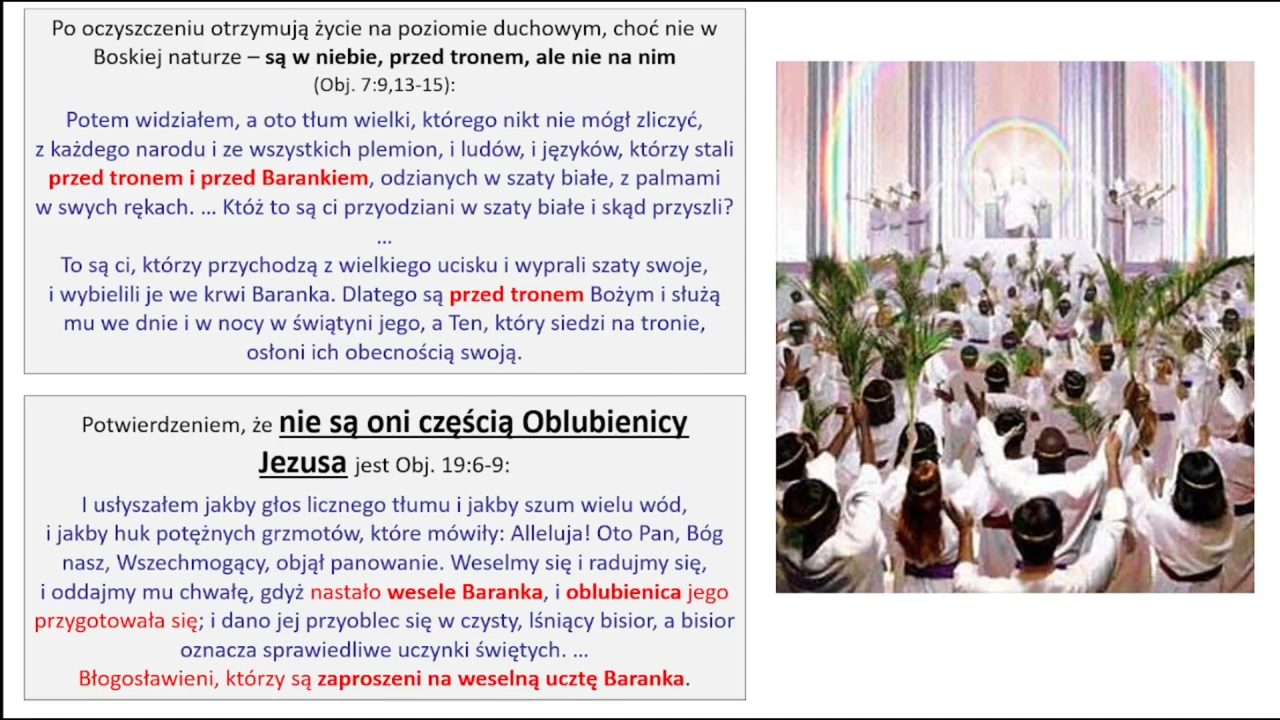 Po oczyszczeniu otrzymują życie na poziomie duchowym, choć nie w
Boskiej naturze – są w niebie, przed tronem, ale nie na nim
(Obj. 7:9,13-15):
Potem widziałem, a oto tłum wielki, którego nikt nie mógł zliczyć,
z każdego narodu i ze wszystkich plemion, i ludów, i języków, którzy stali
przed tronem i przed Barankiem, odzianych w szaty białe, z palmami
w swych rękach. ... Któż to są ci przyodziani w szaty białe i skąd przyszli?
...
To są ci, którzy przychodzą z wielkiego ucisku i wyprali szaty swoje,
i wybielili je we krwi Baranka. Dlatego są przed tronem Bożym i służą
mu we dnie i w nocy w świątyni jego, a Ten, który siedzi na tronie,
osłoni ich obecnością swoją.
Potwierdzeniem, że nie są oni częścią Oblubienicy
Jezusa jest Obj. 19:6-9:
I usłyszałem jakby głos licznego tłumu i jakby szum wielu wód,
i jakby huk potężnych grzmotów, które mówiły: Alleluja! Oto Pan, Bóg
nasz, Wszechmogący, objął panowanie. Weselmy się i radujmy się,
i oddajmy mu chwałę, gdyż nastało wesele Baranka, i oblubienica jego
przygotowała się; i dano jej przyoblec się w czysty, lśniący bisior, a bisior
oznacza sprawiedliwe uczynki świętych. ...
Błogosławieni, którzy są zaproszeni na weselną ucztę Baranka.